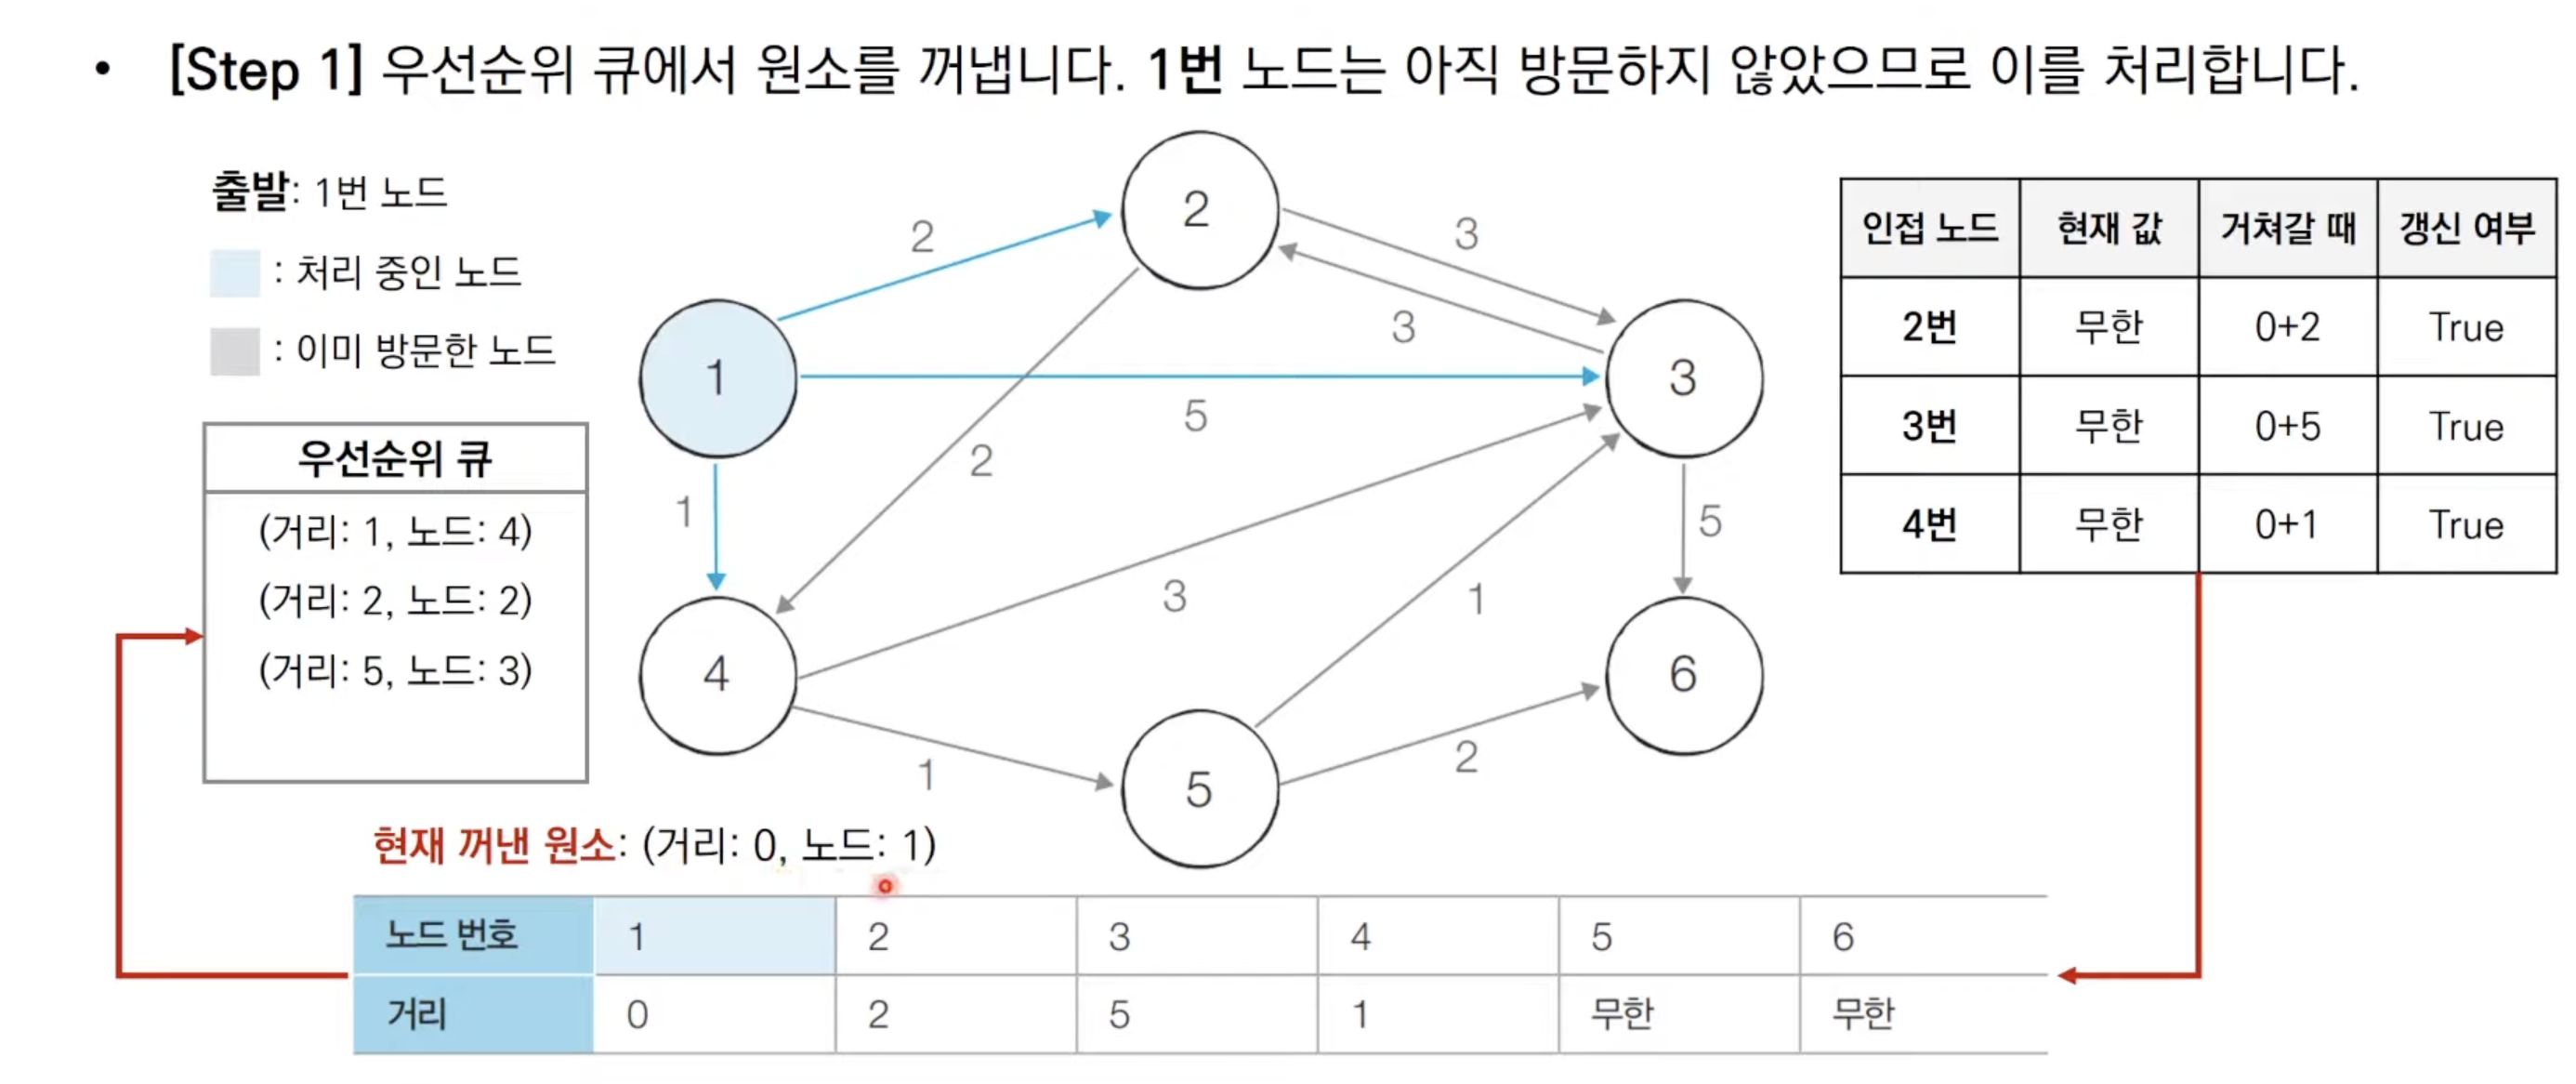 • [Step 1] 우선순위 큐에서 원소를 꺼냅니다. 1번 노드는 아직 방문하지 않았으므로 이를 처리합니다.
출발: 1번 노드
: 처리 중인 노드
: 이미 방문한 노드
우선순위 큐
(거리: 1, 노드: 4)
(거리: 2, 노드: 2)
(거리: 5, 노드: 3)
2
2
3
3
1
5
3
2
1
5
3
1
4
6
1
5
2
인접 노드 현재 값 거쳐갈 때 갱신 여부
2번 무한 0+2 True
3번 무한 0+5 True
4번 무한 0+1 True
현재 꺼낸 원소: (거리: 0, 노드: 1)
노드 번호 1 2 3 4 5 6
거리 0 2 5 1 무한 무한